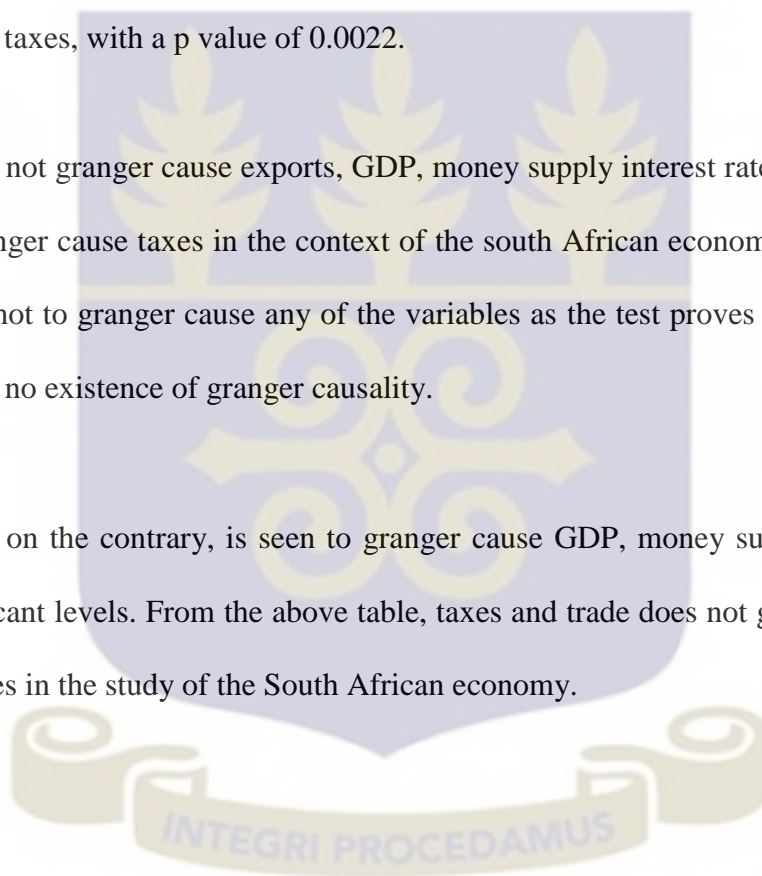 taxes, with a p value of 0.0022.
not granger cause exports, GDP, money supply interest rate
nger cause taxes in the context of the south African econom
not to granger cause any of the variables as the test proves
no existence of granger causality.
on the contrary, is seen to granger cause GDP, money su
cant levels. From the above table, taxes and trade does not g
es in the study of the South African economy.
INTEGRI PROCEDAMUS